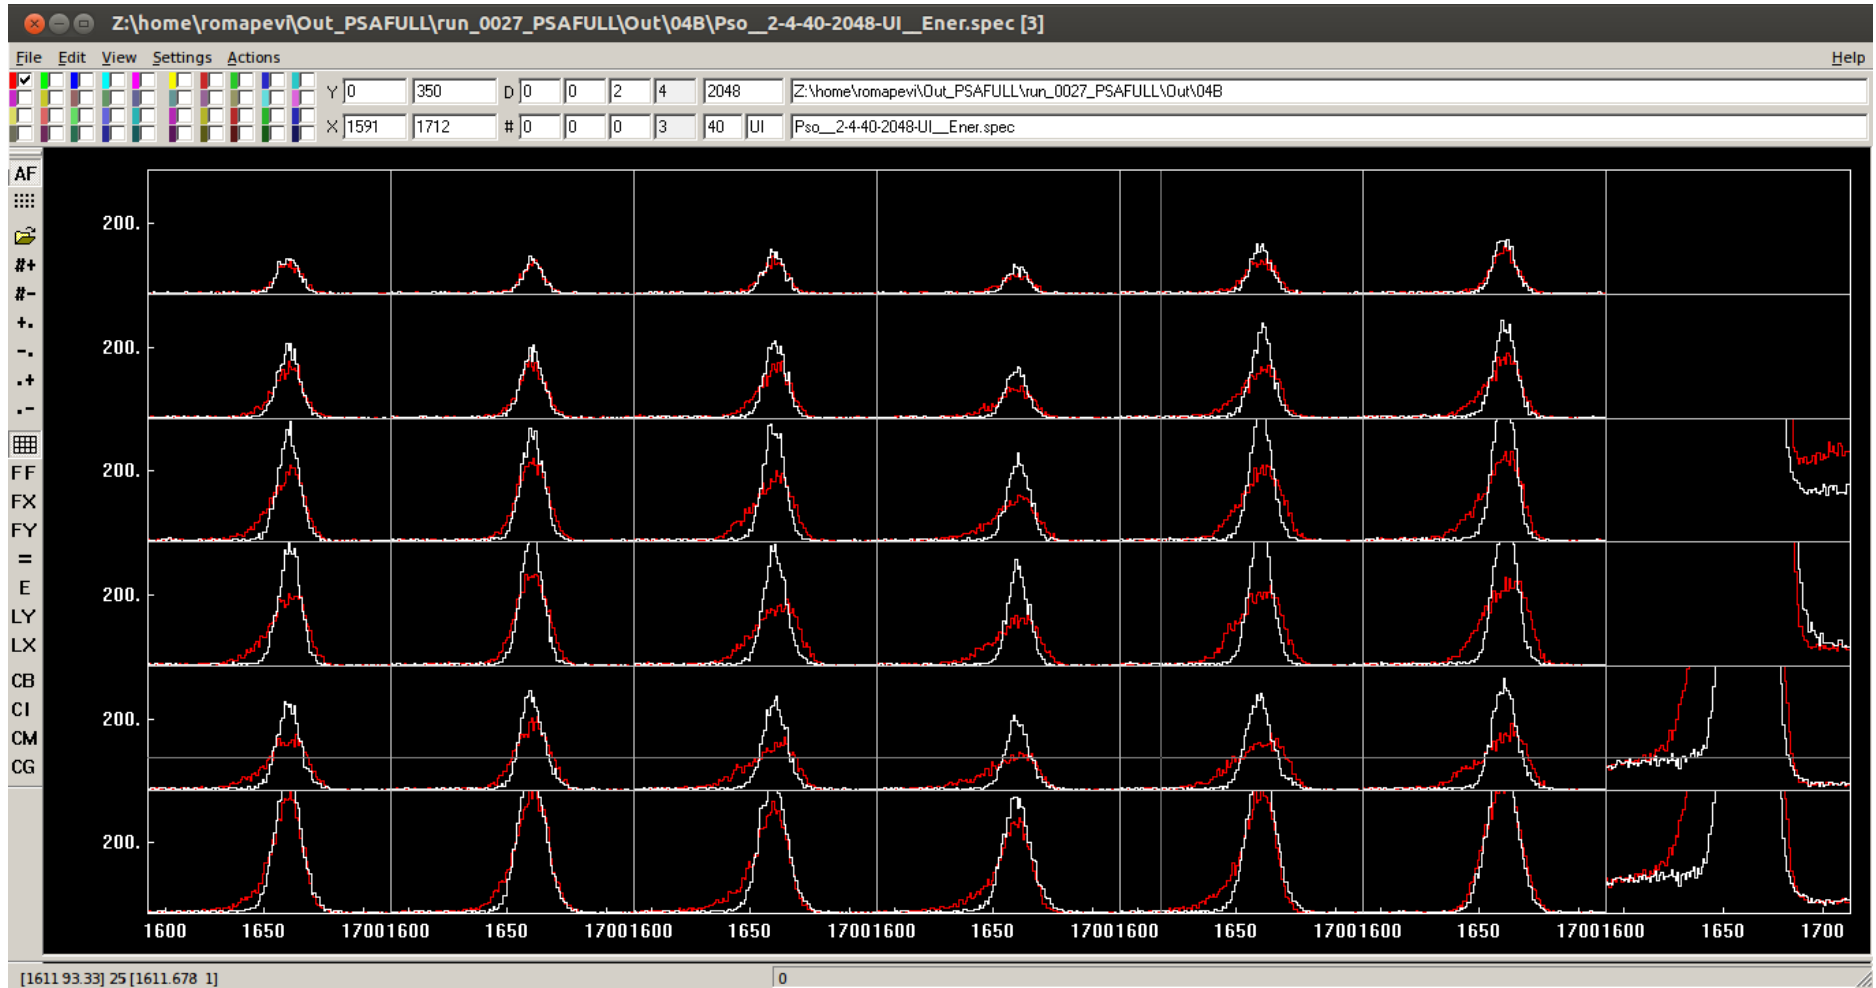 Z:\home\romapevi\Out_PSAFULL\run_0027_PSAFULL\Out\04B\Pso__2-4-40-2048-UI__Ener.spec [3]
File Edit View Settings Actions Help
Y 0 350 D 0 0 2 4 2048 Z:\home\romapevi\Out_PSAFULL\run_0027_PSAFULL\Out\04B
X 1591 1712 # 0 0 0 3 40 UI Pso__2-4-40-2048-UI__Ener.spec
AF
#+
#-
+.
-.
.+
.-
FF
FX
FY
=
E
LY
LX
CB
CI
CM
CG
200.
200.
200.
200.
200.
200.
1600 1650 17001600 1650 17001600 1650 17001600 1650 17001600 1650 17001600 1650 17001600 1650 1700
[1611 93.33] 25 [1611.678 1] 0